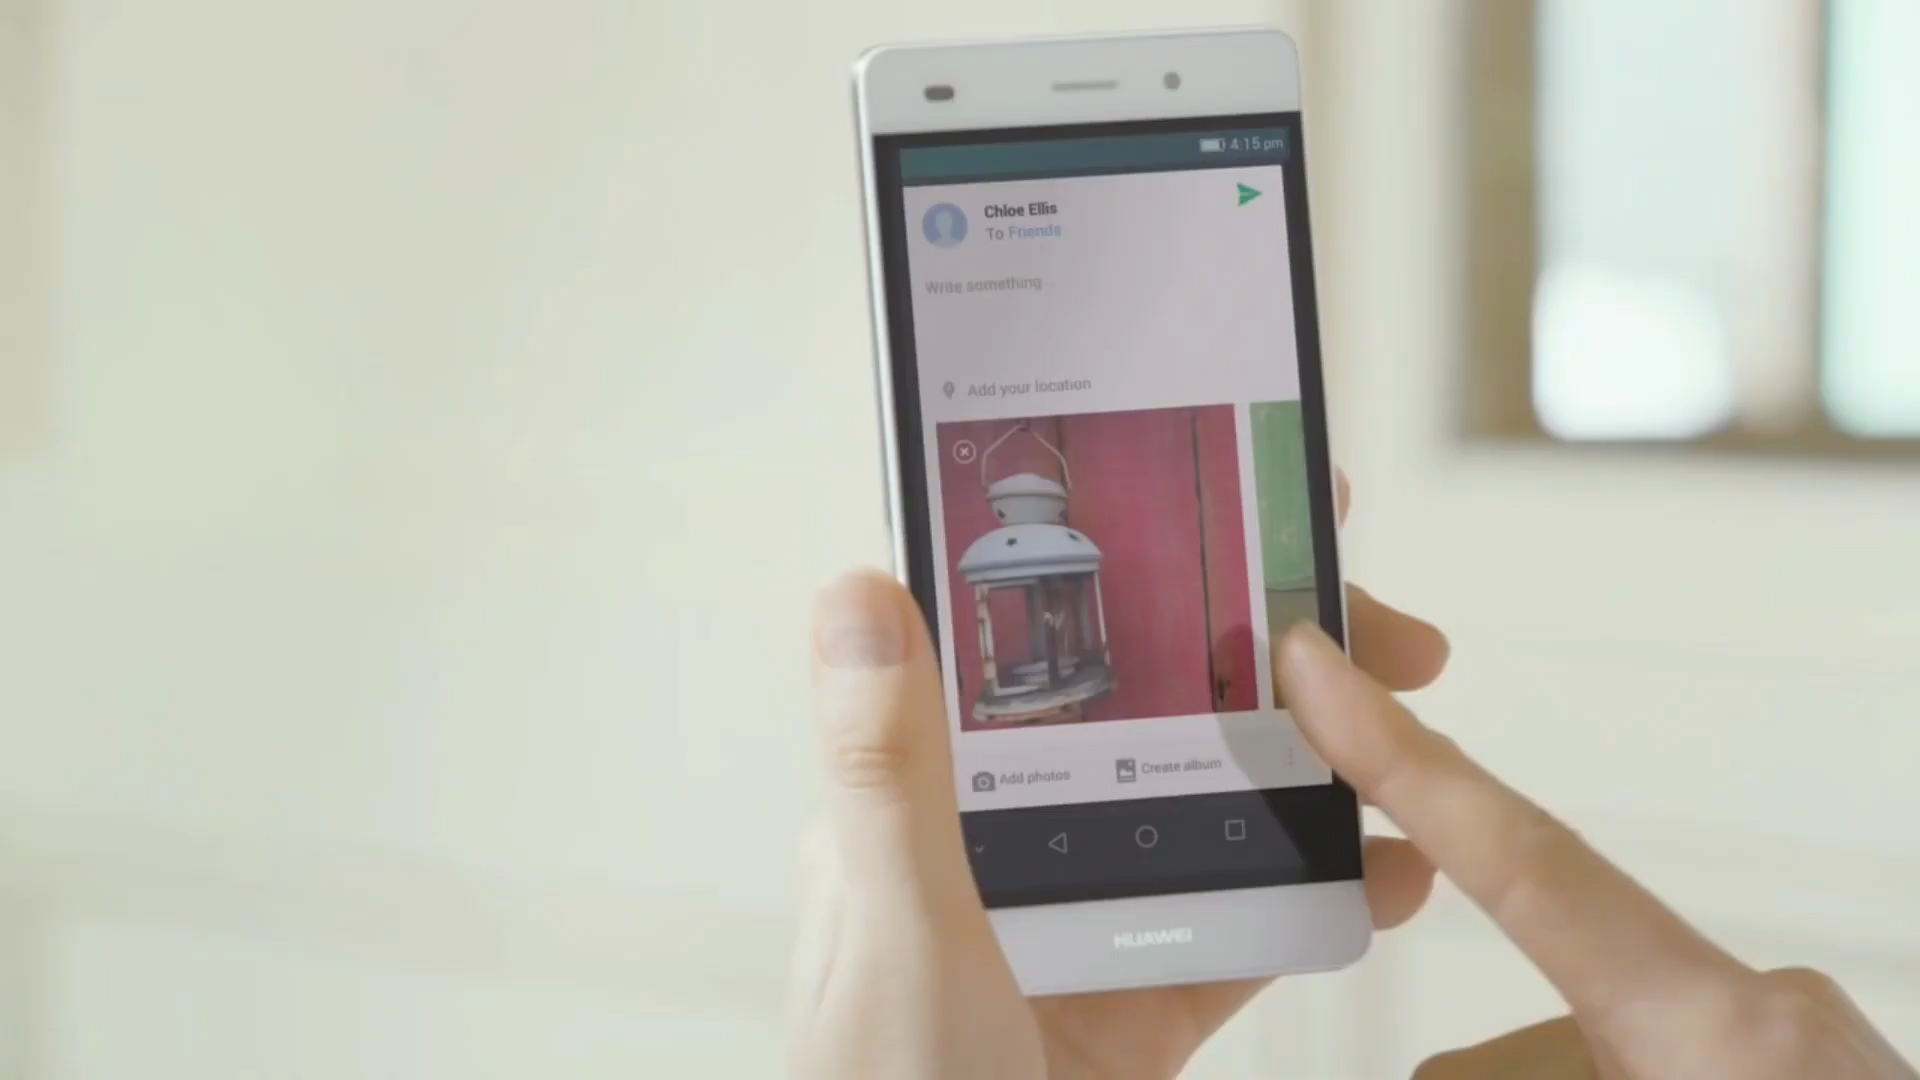 4:15 pm
Chloe Ellis
To Friends
Write something
Add your location
Add photos
Create album
HUAWEI